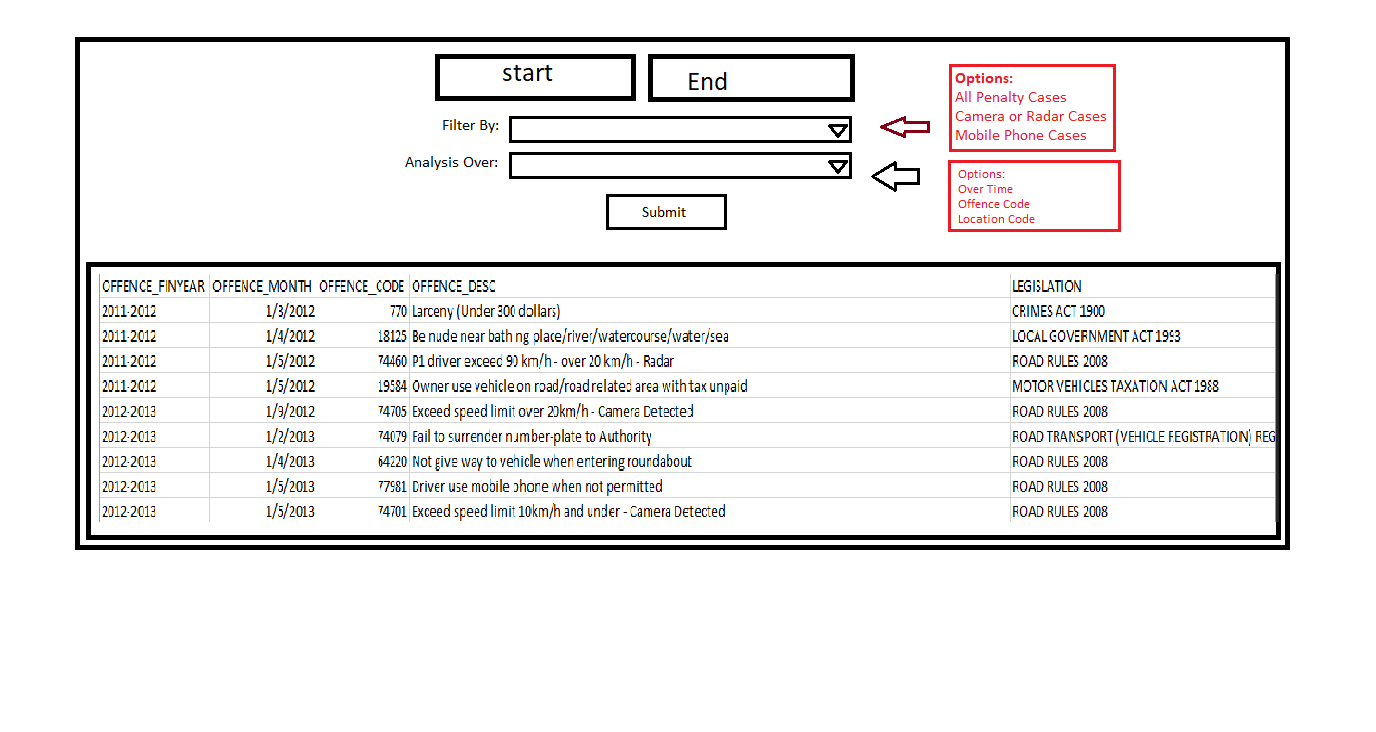 start
End
Filter By:
Analysis Over:
Submit
Options:
All Penalty Cases
Camera or Radar Cases
Mobile Phone Cases
Options:
Over Time
Offence Code
Location Code
OFFENCE_FINYEAR OFFENCE_MONTH OFFENCE_CODE OFFENCE_DESC LEGISLATION
2011-2012 1/3/2012 770 Larceny (Under 300 dollars) CRIMES ACT 1900
2011-2012 1/4/2012 18125 Be nude near bathing place/river/watercourse/water/sea LOCAL GOVERNMENT ACT 1993
2011-2012 1/5/2012 74460 P1 driver exceed 90 km/h - over 20 km/h - Radar ROAD RULES 2008
2011-2012 1/5/2012 19584 Owner use vehicle on road/road related area with tax unpaid MOTOR VEHICLES TAXATION ACT 1988
2012-2013 1/9/2012 74705 Exceed speed limit over 20km/h - Camera Detected ROAD RULES 2008
2012-2013 1/2/2013 74079 Fail to surrender number-plate to Authority ROAD TRANSPORT (VEHICLE REGISTRATION) REG
2012-2013 1/4/2013 64220 Not give way to vehicle when entering roundabout ROAD RULES 2008
2012-2013 1/5/2013 77981 Driver use mobile phone when not permitted ROAD RULES 2008
2012-2013 1/5/2013 74701 Exceed speed limit 10km/h and under - Camera Detected ROAD RULES 2008